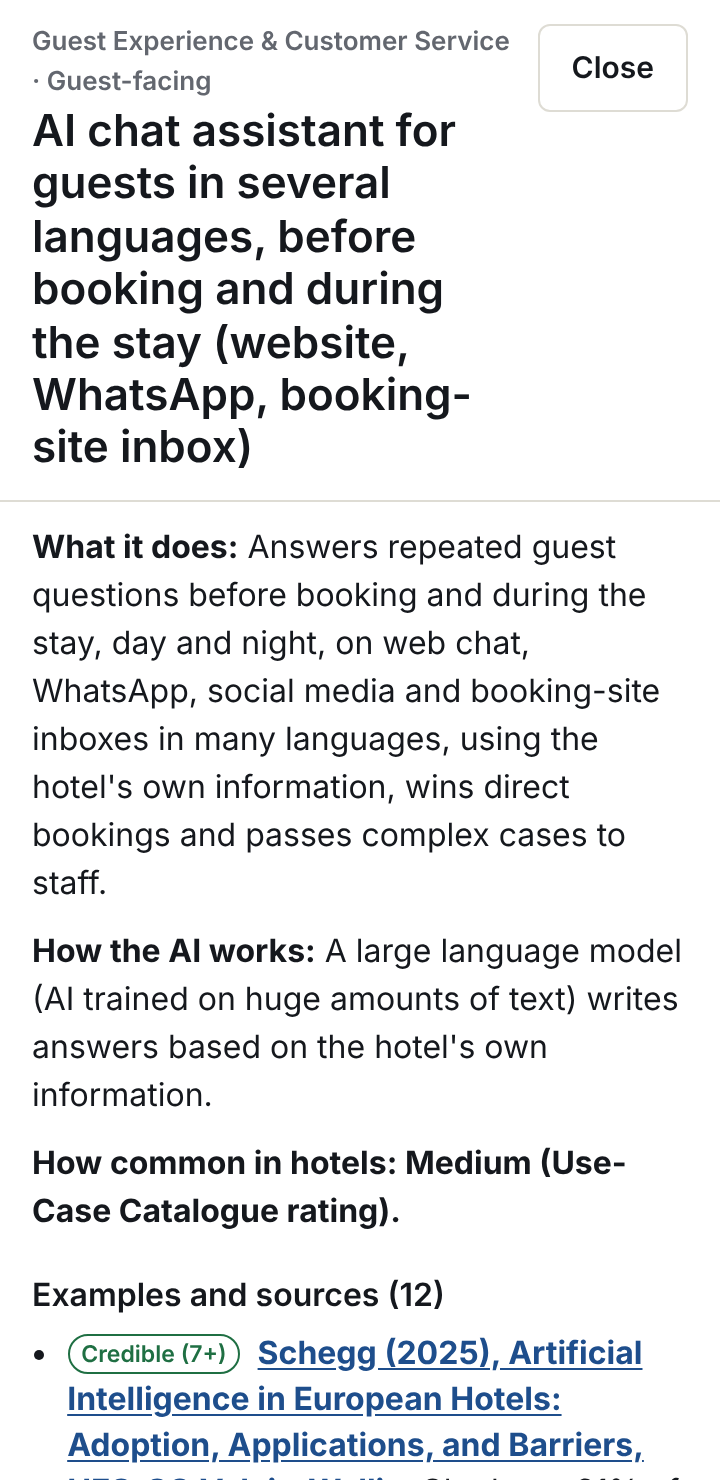 Guest Experience & Customer Service
· Guest-facing
Close
AI chat assistant for
guests in several
languages, before
booking and during
the stay (website,
WhatsApp, booking-
site inbox)
What it does: Answers repeated guest
questions before booking and during the
stay, day and night, on web chat,
WhatsApp, social media and booking-site
inboxes in many languages, using the
hotel's own information, wins direct
bookings and passes complex cases to
staff.
How the AI works: A large language model
(AI trained on huge amounts of text) writes
answers based on the hotel's own
information.
How common in hotels: Medium (Use-
Case Catalogue rating).
Examples and sources (12)
• Credible (7+) Schegg (2025), Artificial
Intelligence in European Hotels:
Adoption, Applications, and Barriers,